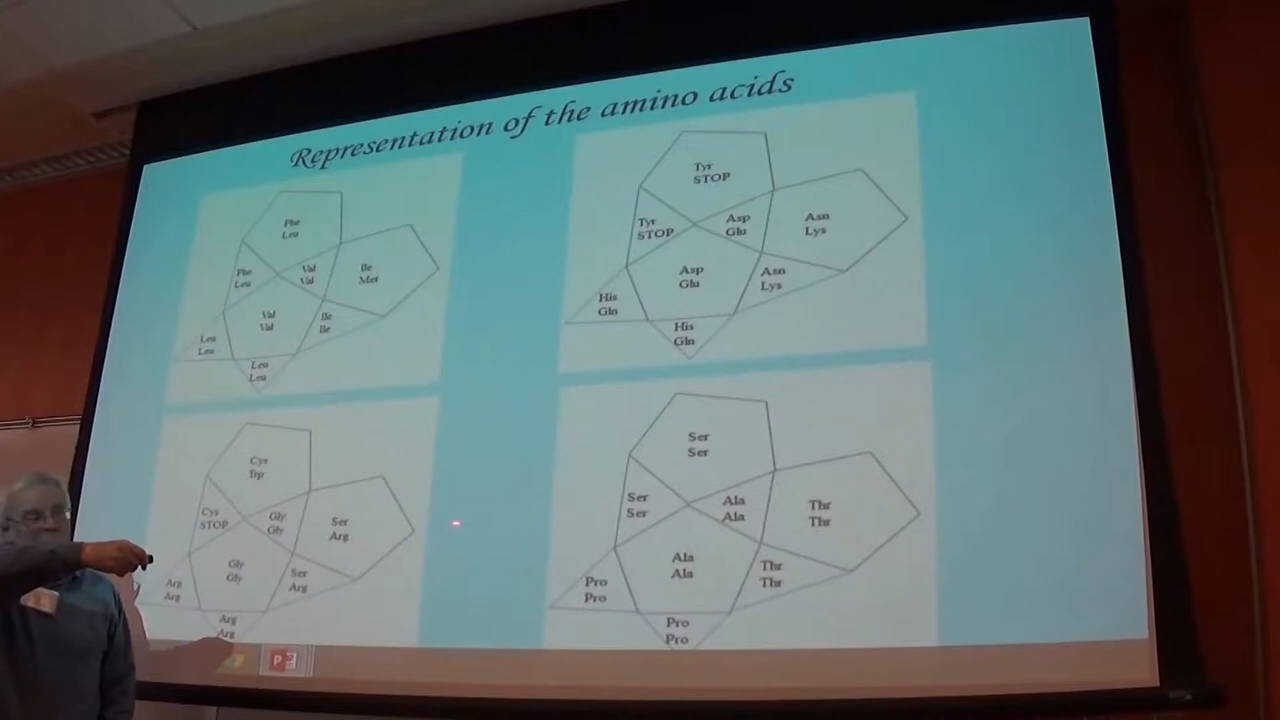 Representation of the amino acids
Phe
Leu
Phe
Leu
Val
Val
Ile
Met
Val
Val
Ile
Ile
Leu
Leu
Leu
Leu
Tyr
STOP
Tyr
STOP
Asp
Glu
Asn
Lys
Asp
Glu
Asn
Lys
His
Gln
His
Gln
Cys
Trp
Cys
STOP
Gly
Gly
Ser
Arg
Gly
Gly
Ser
Arg
Arg
Arg
Arg
Arg
Ser
Ser
Ser
Ser
Ala
Ala
Thr
Thr
Ala
Ala
Thr
Thr
Pro
Pro
Pro
Pro
P